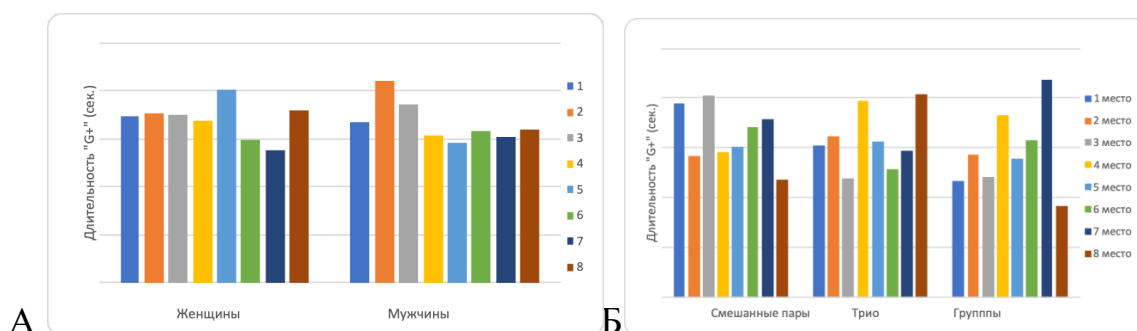 А
Длительность "G+" (сек.)
Женщины
Мужчины
1
2
3
4
5
6
7
8
Б
Длительность "G+" (сек.)
Смешанные пары
Трио
Групппы
1 место
2 место
3 место
4 место
5 место
6 место
7 место
8 место